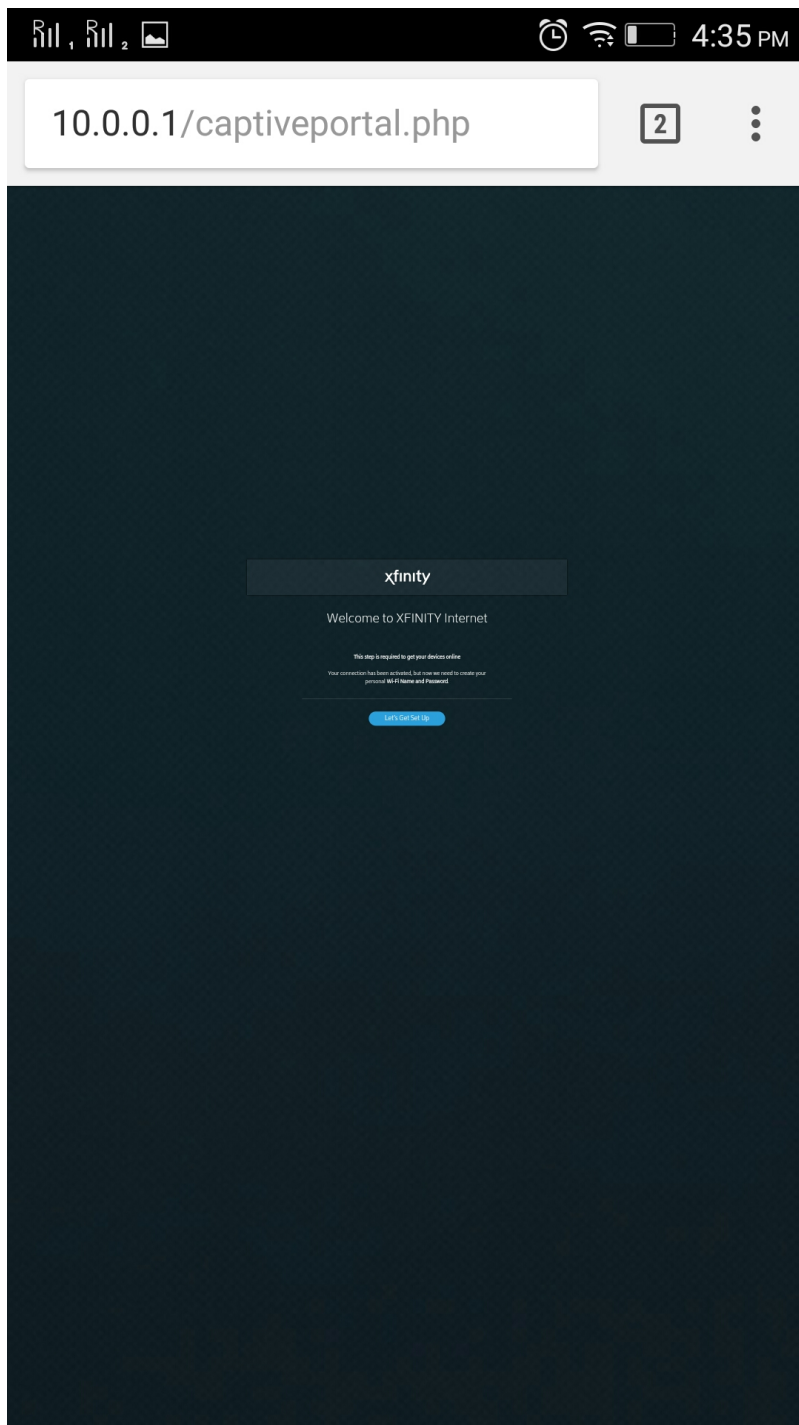 R 1 R 2 4:35 PM
10.0.0.1/captiveportal.php 2
xfinity
Welcome to XFINITY Internet
This step is required to get your devices online
Your connection has been activated, but now we need to create your
personal Wi-Fi Name and Password.
Let's Get Set Up